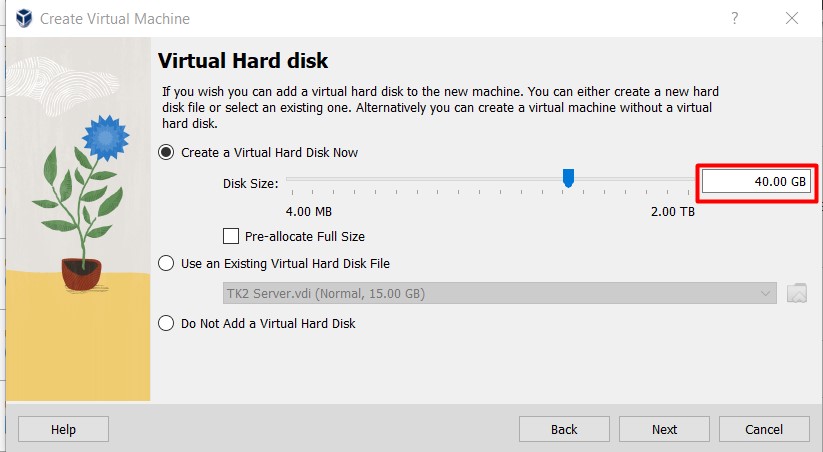 Create Virtual Machine
?
Virtual Hard disk
If you wish you can add a virtual hard disk to the new machine. You can either create a new hard
disk file or select an existing one. Alternatively you can create a virtual machine without a virtual
hard disk.
Create a Virtual Hard Disk Now
Disk Size:
40.00 GB
4.00 MB
2.00 TB
Pre-allocate Full Size
Use an Existing Virtual Hard Disk File
TK2 Server.vdi (Normal, 15.00 GB)
Do Not Add a Virtual Hard Disk
Help
Back
Next
Cancel